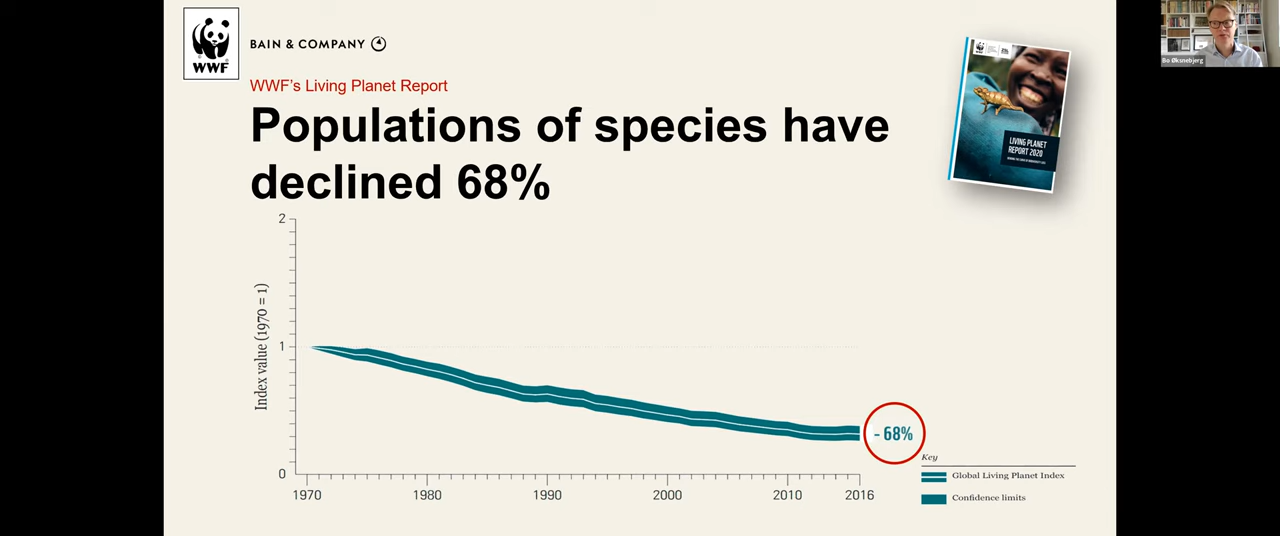 WWF
BAIN & COMPANY
WWF's Living Planet Report
Populations of species have
declined 68%
LIVING PLANET
REPORT 2020
Bo Øksnebjerg
Index value (1970 = 1)
2
1
0
1970 1980 1990 2000 2010 2016
- 68%
Key
Global Living Planet Index
Confidence limits